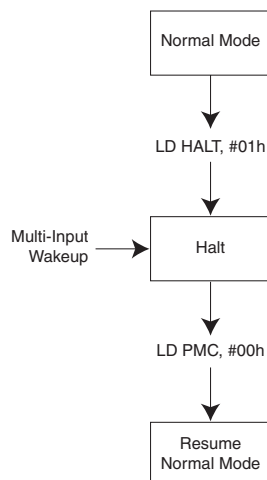 Normal Mode
LD HALT, #01h
Multi-Input
Wakeup
Halt
LD PMC, #00h
Resume
Normal Mode